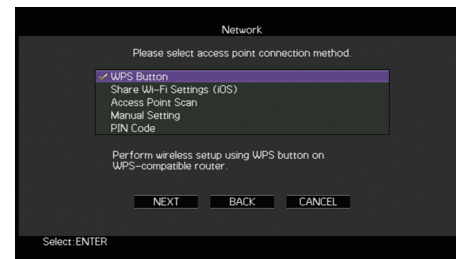 Network
Please select access point connection method.
WPS Button
Share Wi-Fi Settings (iOS)
Access Point Scan
Manual Setting
PIN Code
Perform wireless setup using WPS button on
WPS-compatible router.
NEXT BACK CANCEL
Select:ENTER